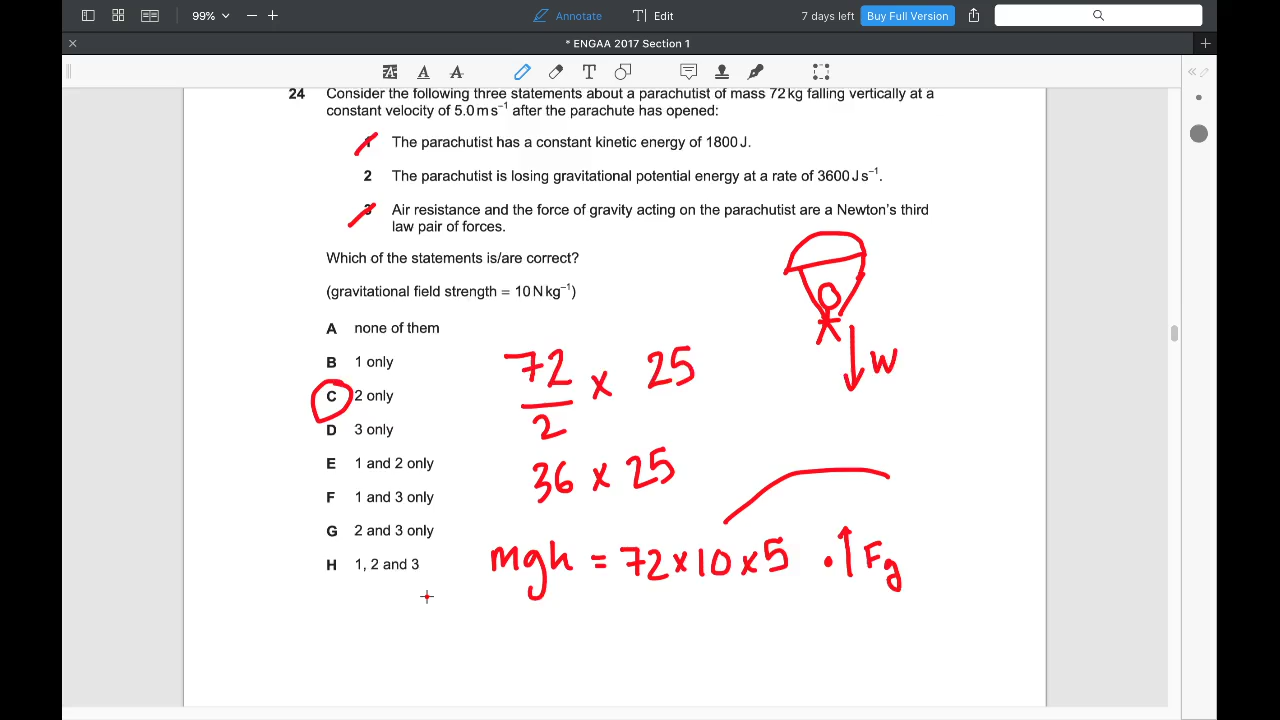 99%
Annotate
Edit
7 days left
Buy Full Version
* ENGAA 2017 Section 1
24 Consider the following three statements about a parachutist of mass 72 kg falling vertically at a
constant velocity of 5.0 m s⁻¹ after the parachute has opened:
1 The parachutist has a constant kinetic energy of 1800 J.
2 The parachutist is losing gravitational potential energy at a rate of 3600 J s⁻¹.
3 Air resistance and the force of gravity acting on the parachutist are a Newton's third
law pair of forces.
Which of the statements is/are correct?
(gravitational field strength = 10 N kg⁻¹)
A none of them
B 1 only
C 2 only
D 3 only
E 1 and 2 only
F 1 and 3 only
G 2 and 3 only
H 1, 2 and 3
72/2 x 25
36 x 25
mgh = 72 x 10 x 5
W
Fg